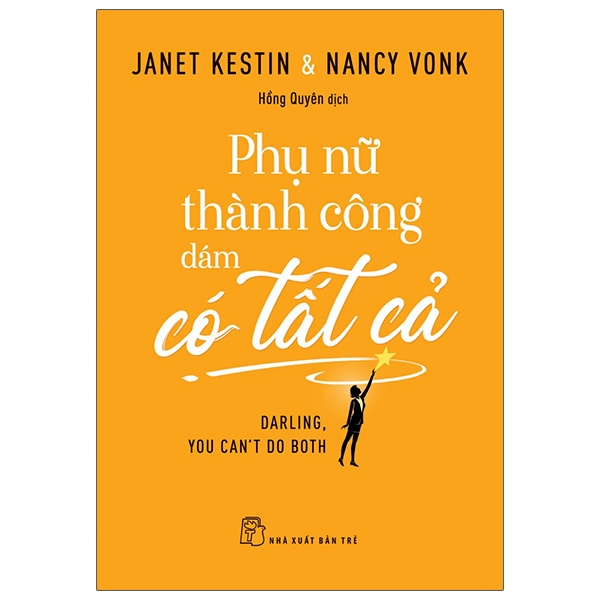 JANET KESTIN & NANCY VONK
Hồng Quyên dịch
Phụ nữ
thành công
dám
có tất cả
DARLING,
YOU CAN'T DO BOTH
NHÀ XUẤT BẢN TRẺ